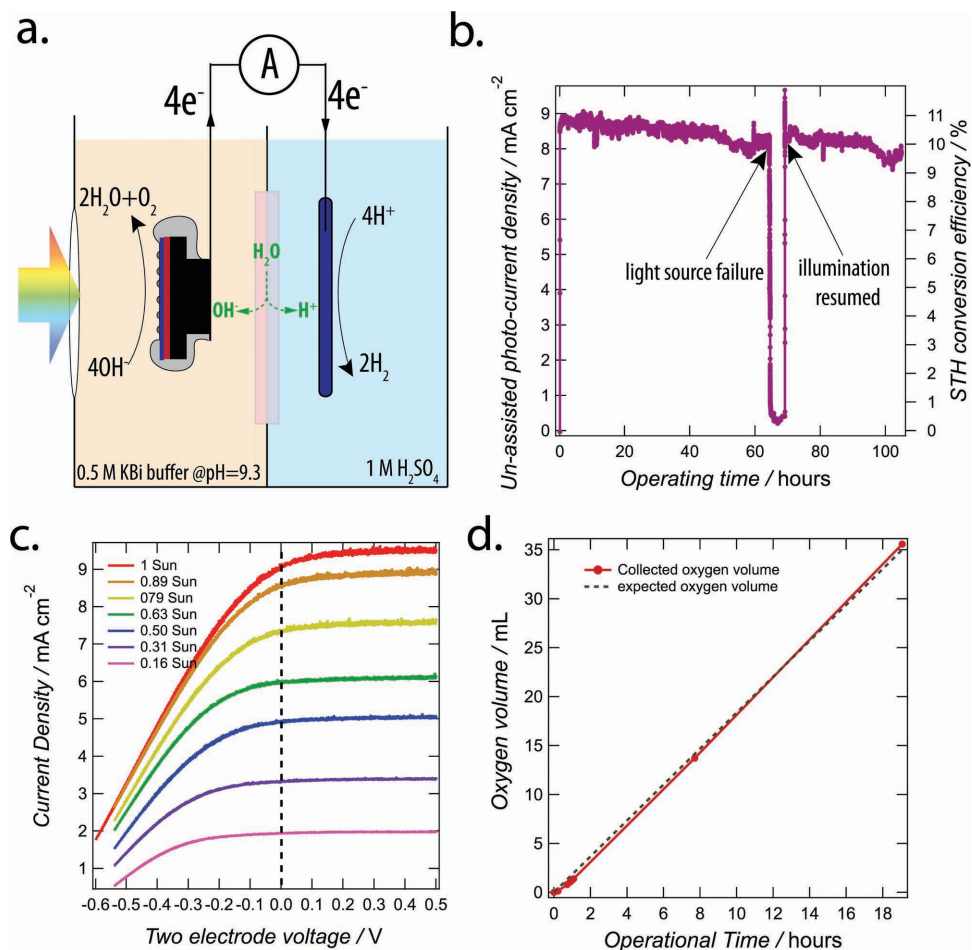 a.
A
4e⁻
4e⁻
2H₂O+O₂
4OH⁻
H₂O
OH⁻
H⁺
4H⁺
2H₂
0.5 M KBi buffer @pH=9.3
1 M H₂SO₄
b.
Un-assisted photo-current density / mA cm⁻²
9
8
7
6
5
4
3
2
1
0
light source failure
illumination
resumed
11
10
9
8
7
6
5
4
3
2
1
0
STH conversion efficiency / %
0 20 40 60 80 100
Operating time / hours
c.
Current Density / mA cm⁻²
9
8
7
6
5
4
3
2
1
1 Sun
0.89 Sun
079 Sun
0.63 Sun
0.50 Sun
0.31 Sun
0.16 Sun
-0.6 -0.5 -0.4 -0.3 -0.2 -0.1 0.0 0.1 0.2 0.3 0.4 0.5
Two electrode voltage / V
d.
Oxygen volume / mL
35
30
25
20
15
10
5
0
Collected oxygen volume
expected oxygen volume
0 2 4 6 8 10 12 14 16 18
Operational Time / hours